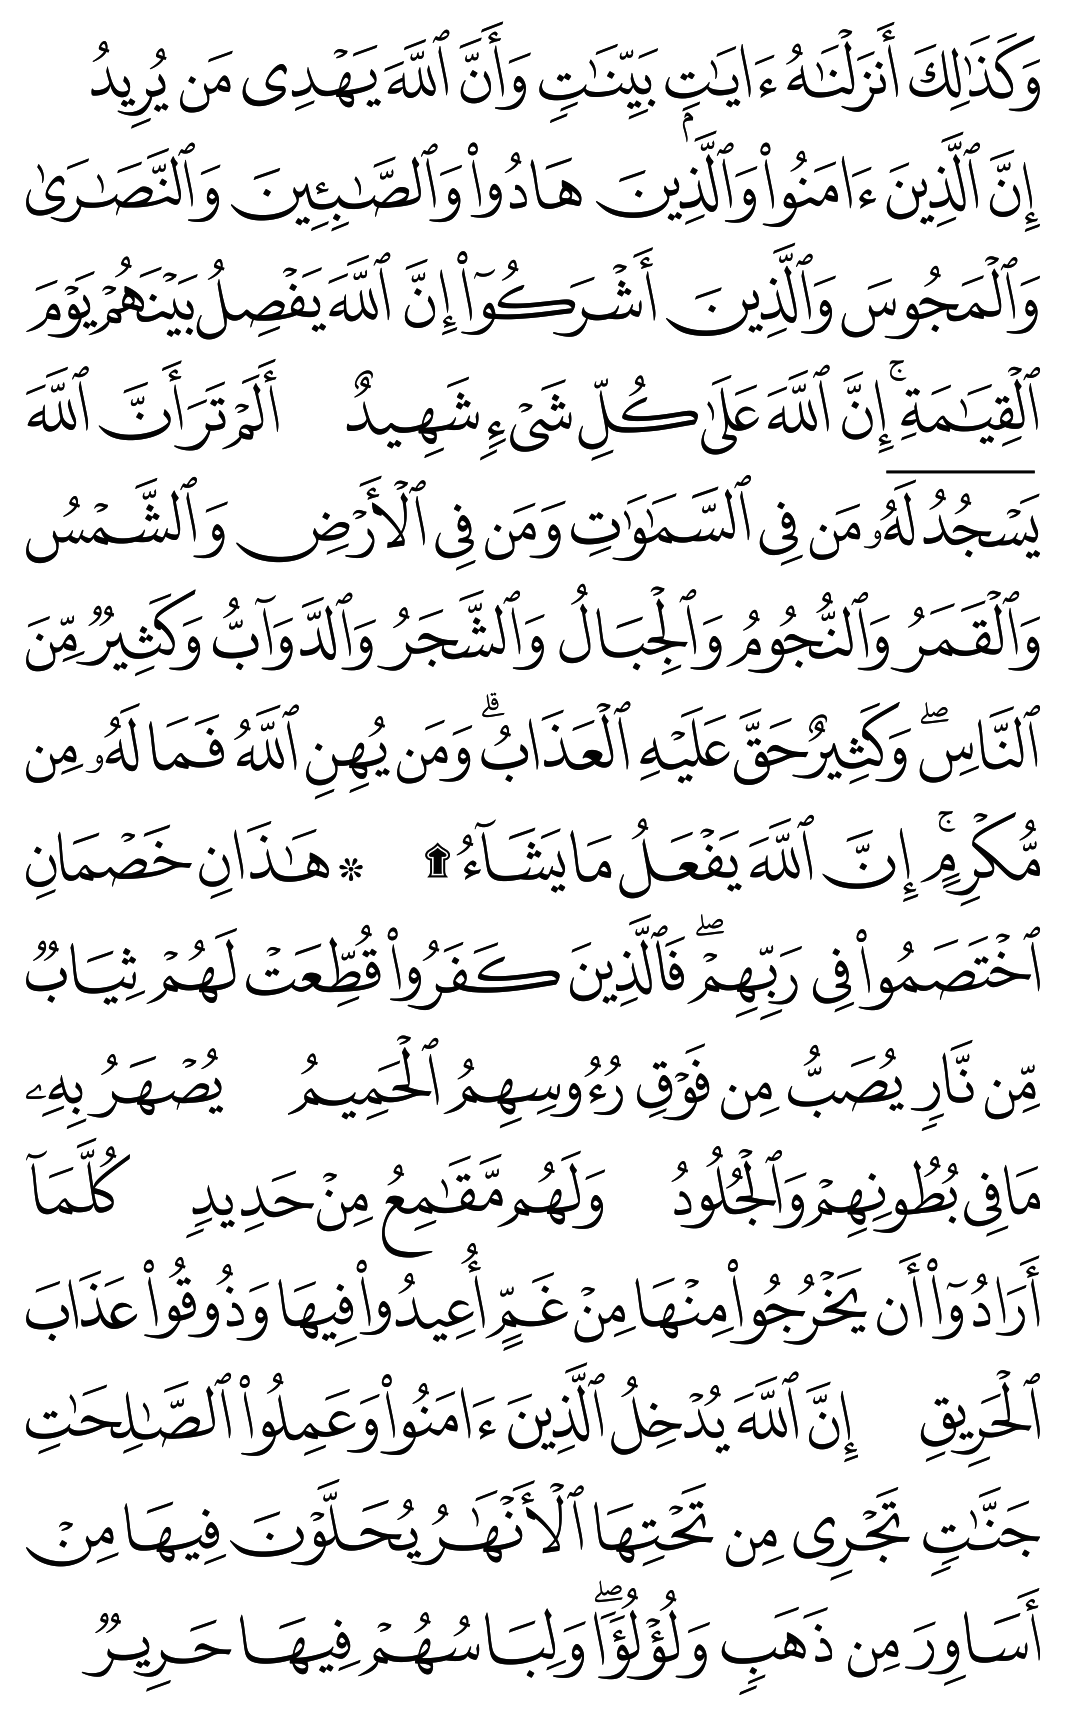 وَكَذَٰلِكَ أَنزَلْنَٰهُ ءَايَٰتٍۭ بَيِّنَٰتٍ وَأَنَّ ٱللَّهَ يَهْدِى مَن يُرِيدُ
إِنَّ ٱلَّذِينَ ءَامَنُوا۟ وَٱلَّذِينَ هَادُوا۟ وَٱلصَّٰبِـِٔينَ وَٱلنَّصَٰرَىٰ
وَٱلْمَجُوسَ وَٱلَّذِينَ أَشْرَكُوٓا۟ إِنَّ ٱللَّهَ يَفْصِلُ بَيْنَهُمْ يَوْمَ
ٱلْقِيَٰمَةِ ۚ إِنَّ ٱللَّهَ عَلَىٰ كُلِّ شَىْءٍ شَهِيدٌ أَلَمْ تَرَ أَنَّ ٱللَّهَ
يَسْجُدُ لَهُۥ مَن فِى ٱلسَّمَٰوَٰتِ وَمَن فِى ٱلْأَرْضِ وَٱلشَّمْسُ
وَٱلْقَمَرُ وَٱلنُّجُومُ وَٱلْجِبَالُ وَٱلشَّجَرُ وَٱلدَّوَآبُّ وَكَثِيرٌ مِّنَ
ٱلنَّاسِ ۖ وَكَثِيرٌ حَقَّ عَلَيْهِ ٱلْعَذَابُ ۗ وَمَن يُهِنِ ٱللَّهُ فَمَا لَهُۥ مِن
مُّكْرِمٍ ۚ إِنَّ ٱللَّهَ يَفْعَلُ مَا يَشَآءُ ۩ ۞ هَٰذَانِ خَصْمَانِ
ٱخْتَصَمُوا۟ فِى رَبِّهِمْ ۖ فَٱلَّذِينَ كَفَرُوا۟ قُطِّعَتْ لَهُمْ ثِيَابٌ
مِّن نَّارٍ يُصَبُّ مِن فَوْقِ رُءُوسِهِمُ ٱلْحَمِيمُ يُصْهَرُ بِهِۦ
مَا فِى بُطُونِهِمْ وَٱلْجُلُودُ وَلَهُم مَّقَٰمِعُ مِنْ حَدِيدٍ كُلَّمَآ
أَرَادُوٓا۟ أَن يَخْرُجُوا۟ مِنْهَا مِنْ غَمٍّ أُعِيدُوا۟ فِيهَا وَذُوقُوا۟ عَذَابَ
ٱلْحَرِيقِ إِنَّ ٱللَّهَ يُدْخِلُ ٱلَّذِينَ ءَامَنُوا۟ وَعَمِلُوا۟ ٱلصَّٰلِحَٰتِ
جَنَّٰتٍ تَجْرِى مِن تَحْتِهَا ٱلْأَنْهَٰرُ يُحَلَّوْنَ فِيهَا مِنْ
أَسَاوِرَ مِن ذَهَبٍ وَلُؤْلُؤًا ۖ وَلِبَاسُهُمْ فِيهَا حَرِيرٌ